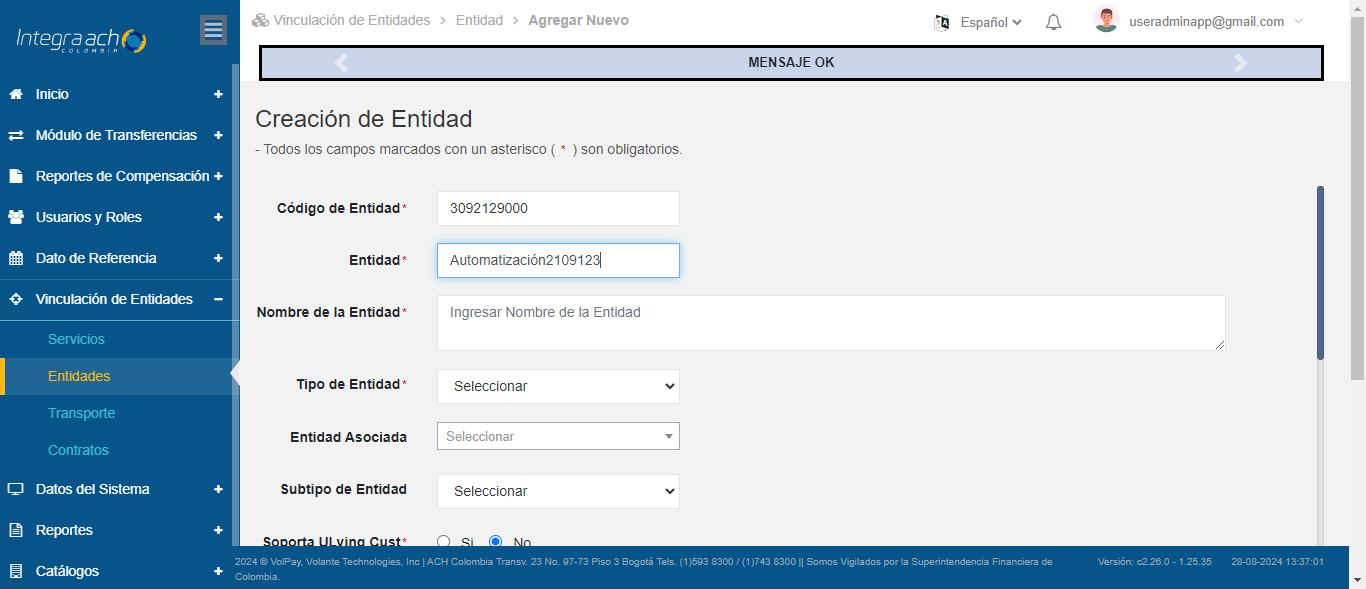 Integra ach
COLOMBIA
Vinculación de Entidades > Entidad > Agregar Nuevo
Español
useradminapp@gmail.com
MENSAJE OK
Inicio +
Módulo de Transferencias +
Reportes de Compensación +
Usuarios y Roles +
Dato de Referencia +
Vinculación de Entidades −
Servicios
Entidades
Transporte
Contratos
Datos del Sistema +
Reportes +
Catálogos +
Creación de Entidad
- Todos los campos marcados con un asterisco ( * ) son obligatorios.
Código de Entidad* 3092129000
Entidad* Automatización2109123
Nombre de la Entidad* Ingresar Nombre de la Entidad
Tipo de Entidad* Seleccionar
Entidad Asociada Seleccionar
Subtipo de Entidad Seleccionar
Soporta ULving Cust* Si No
2024 © VolPay, Volante Technologies, Inc | ACH Colombia Transv. 23 No. 97-73 Piso 3 Bogotá Tels. (1)593 8300 / (1)743 8300 || Somos Vigilados por la Superintendencia Financiera de
Colombia.
Versión: c2.26.0 - 1.25.35 28-08-2024 13:37:01